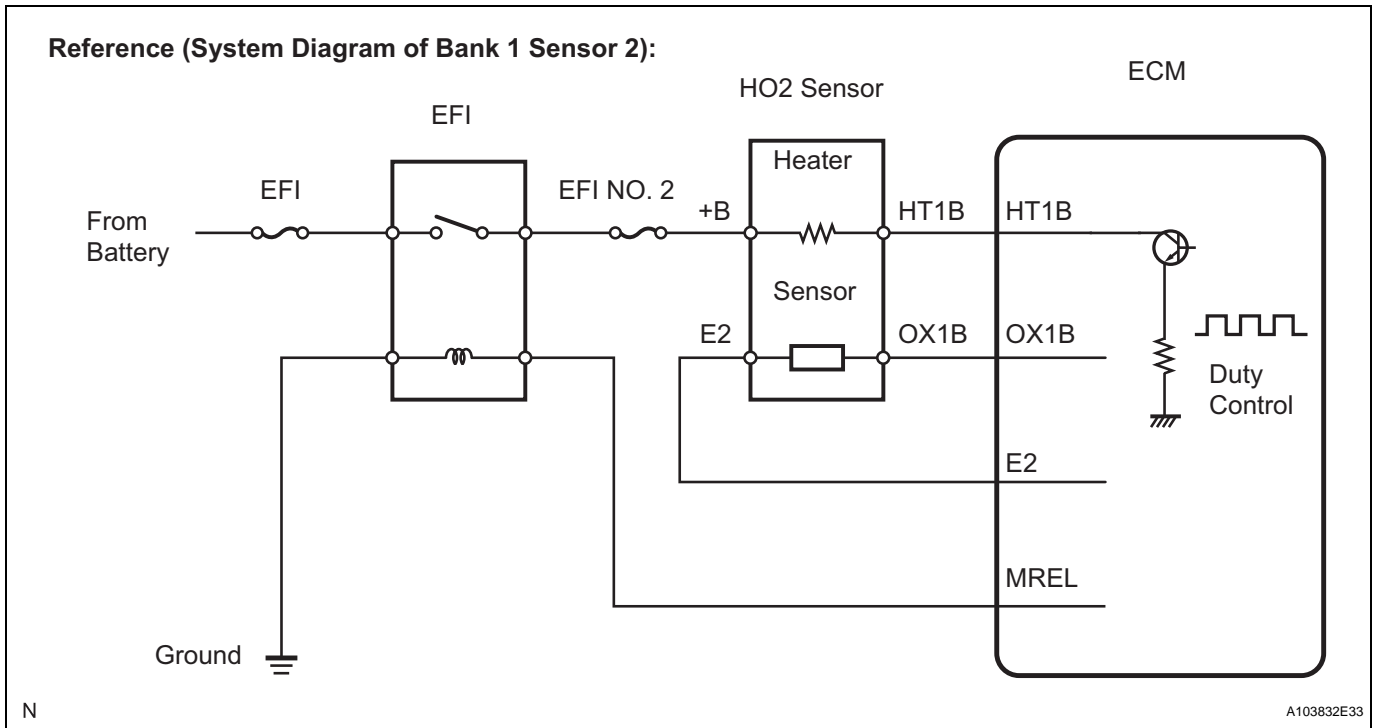 Reference (System Diagram of Bank 1 Sensor 2):
ECM
HO2 Sensor
EFI
Heater
EFI
EFI NO. 2
+B
HT1B
HT1B
From
Battery
Sensor
E2
OX1B
OX1B
Duty
Control
E2
MREL
Ground
N
A103832E33